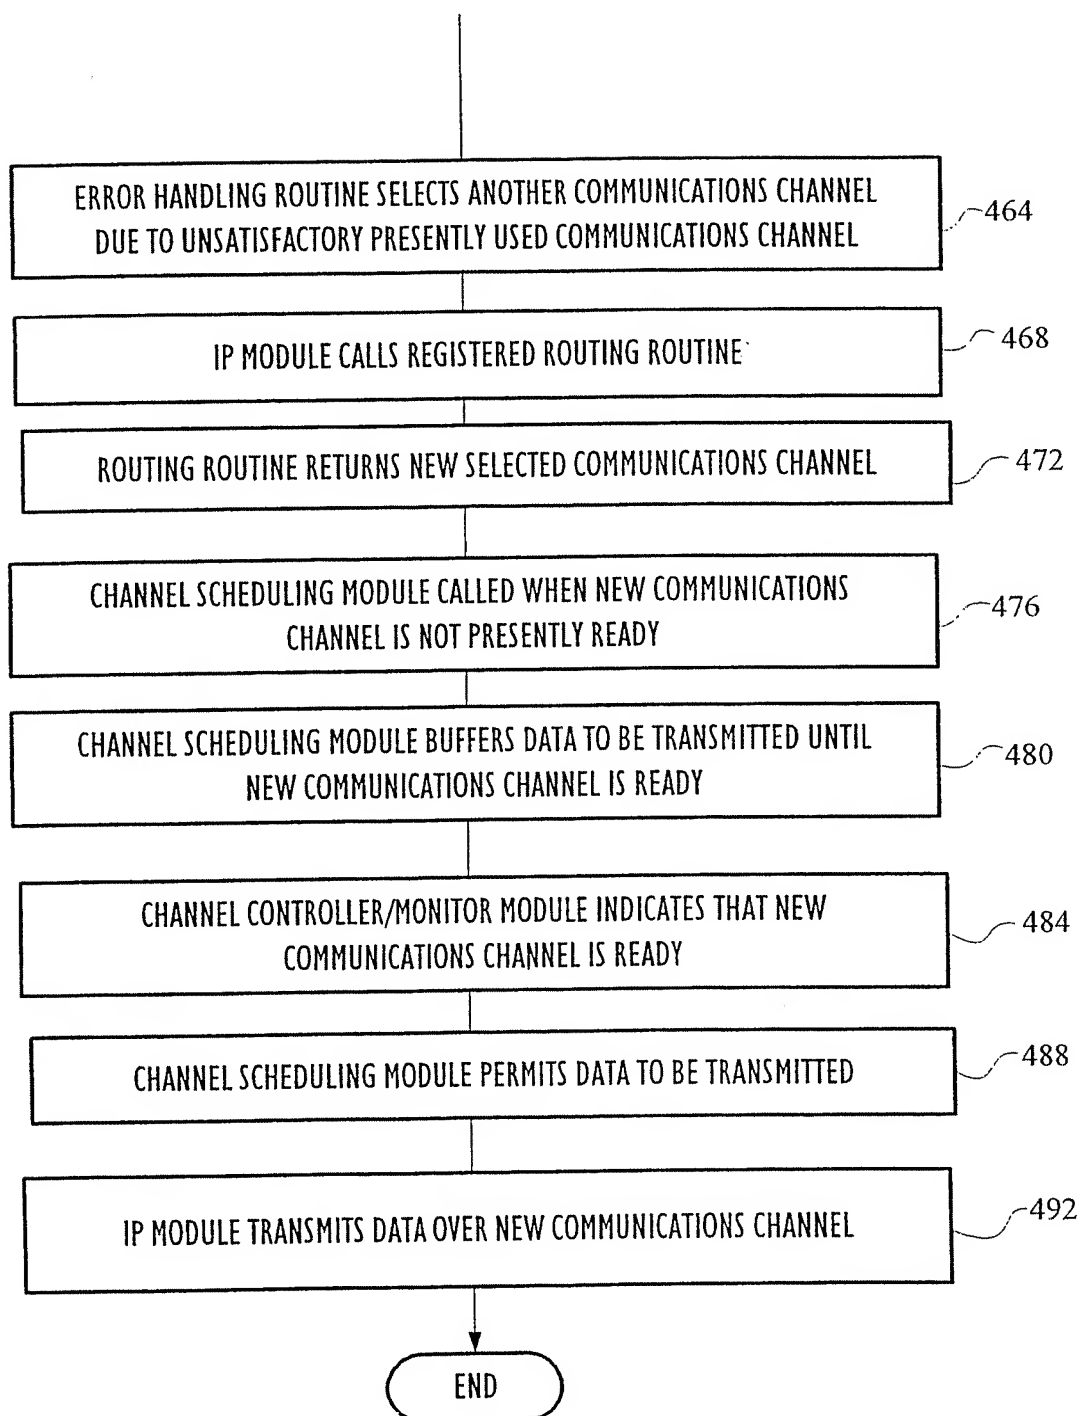 ERROR HANDLING ROUTINE SELECTS ANOTHER COMMUNICATIONS CHANNEL
DUE TO UNSATISFACTORY PRESENTLY USED COMMUNICATIONS CHANNEL
464
IP MODULE CALLS REGISTERED ROUTING ROUTINE
468
ROUTING ROUTINE RETURNS NEW SELECTED COMMUNICATIONS CHANNEL
472
CHANNEL SCHEDULING MODULE CALLED WHEN NEW COMMUNICATIONS
CHANNEL IS NOT PRESENTLY READY
476
CHANNEL SCHEDULING MODULE BUFFERS DATA TO BE TRANSMITTED UNTIL
NEW COMMUNICATIONS CHANNEL IS READY
480
CHANNEL CONTROLLER/MONITOR MODULE INDICATES THAT NEW
COMMUNICATIONS CHANNEL IS READY
484
CHANNEL SCHEDULING MODULE PERMITS DATA TO BE TRANSMITTED
488
IP MODULE TRANSMITS DATA OVER NEW COMMUNICATIONS CHANNEL
492
END